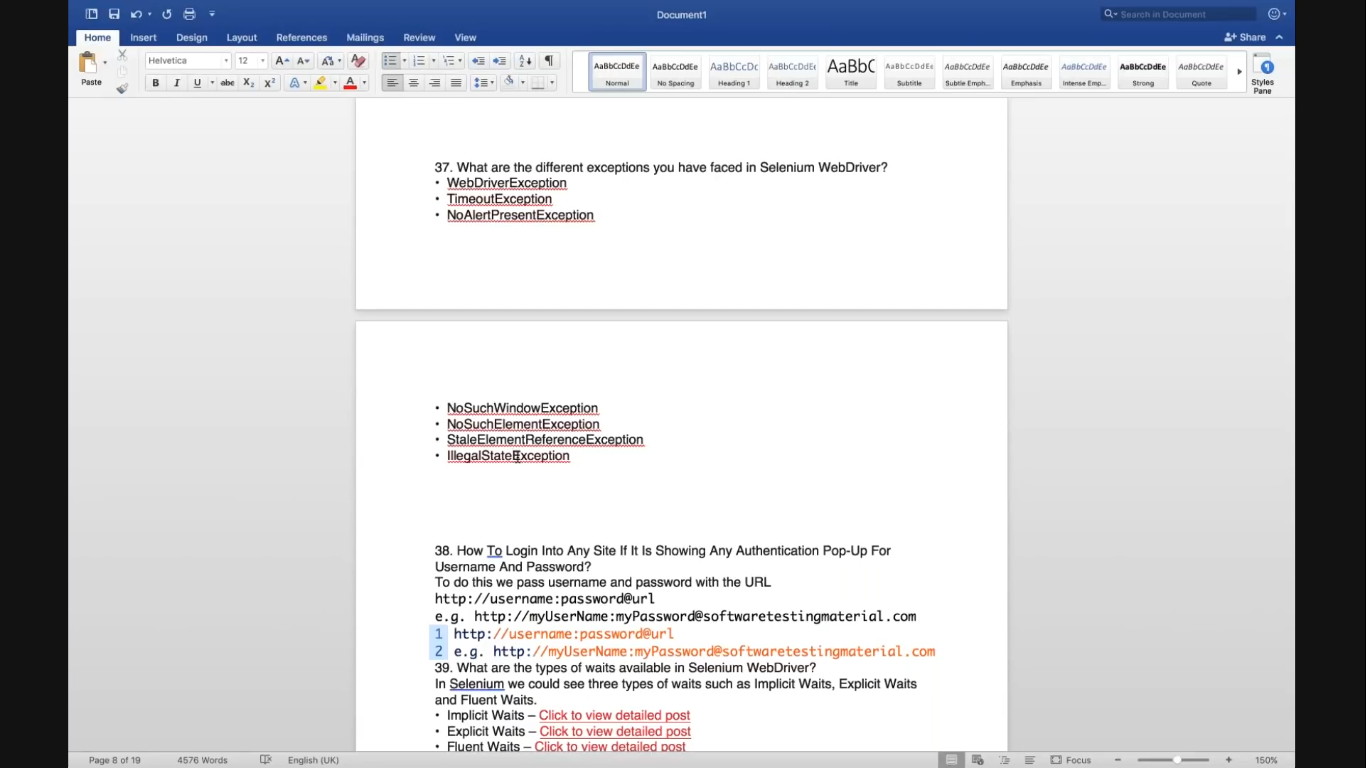 Document1
Search in Document
Home Insert Design Layout References Mailings Review View
Share
Paste
Helvetica 12
AaBbCcDdEe AaBbCcDdEe AaBbCcDc AaBbCcDdEe AaBbC AaBbCcDdEe AaBbCcDdEe AaBbCcDdEe AaBbCcDdEe AaBbCcDdEe AaBbCcDdEe
Normal No Spacing Heading 1 Heading 2 Title Subtitle Subtle Emph... Emphasis Intense Emp... Strong Quote
Styles
Pane
B I U abc X₂ X² A A
37. What are the different exceptions you have faced in Selenium WebDriver?
• WebDriverException
• TimeoutException
• NoAlertPresentException
• NoSuchWindowException
• NoSuchElementException
• StaleElementReferenceException
• IllegalStateException
38. How To Login Into Any Site If It Is Showing Any Authentication Pop-Up For
Username And Password?
To do this we pass username and password with the URL
http://username:password@url
e.g. http://myUserName:myPassword@softwaretestingmaterial.com
1 http://username:password@url
2 e.g. http://myUserName:myPassword@softwaretestingmaterial.com
39. What are the types of waits available in Selenium WebDriver?
In Selenium we could see three types of waits such as Implicit Waits, Explicit Waits
and Fluent Waits.
• Implicit Waits – Click to view detailed post
• Explicit Waits – Click to view detailed post
• Fluent Waits – Click to view detailed post
Page 8 of 19 4576 Words English (UK) Focus 150%